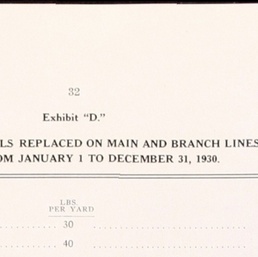 32
Exhibit "D."
LS REPLACED ON MAIN AND BRANCH LINES
OM JANUARY 1 TO DECEMBER 31, 1930.
LBS.
PER YARD
30
40